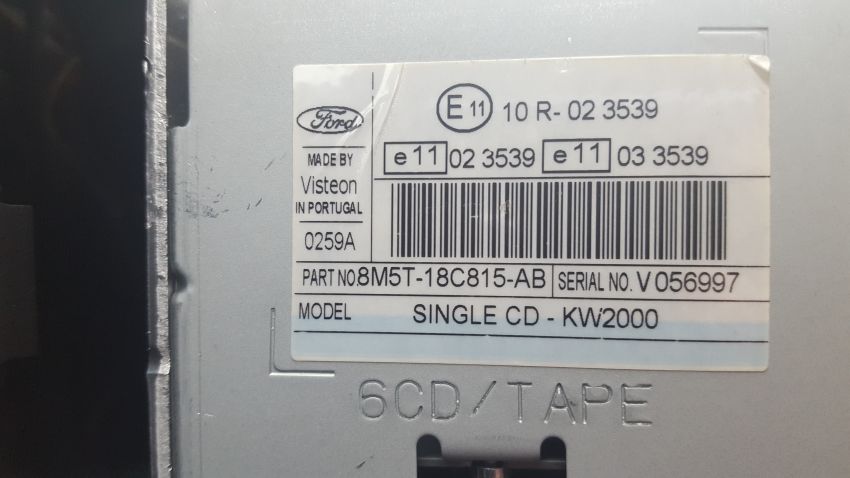 Ford
MADE BY
Visteon
IN PORTUGAL
0259A
E 11 10 R- 02 3539
e 11 02 3539 e 11 03 3539
PART NO. 8M5T-18C815-AB SERIAL NO. V 056997
MODEL SINGLE CD - KW2000
6CD/TAPE